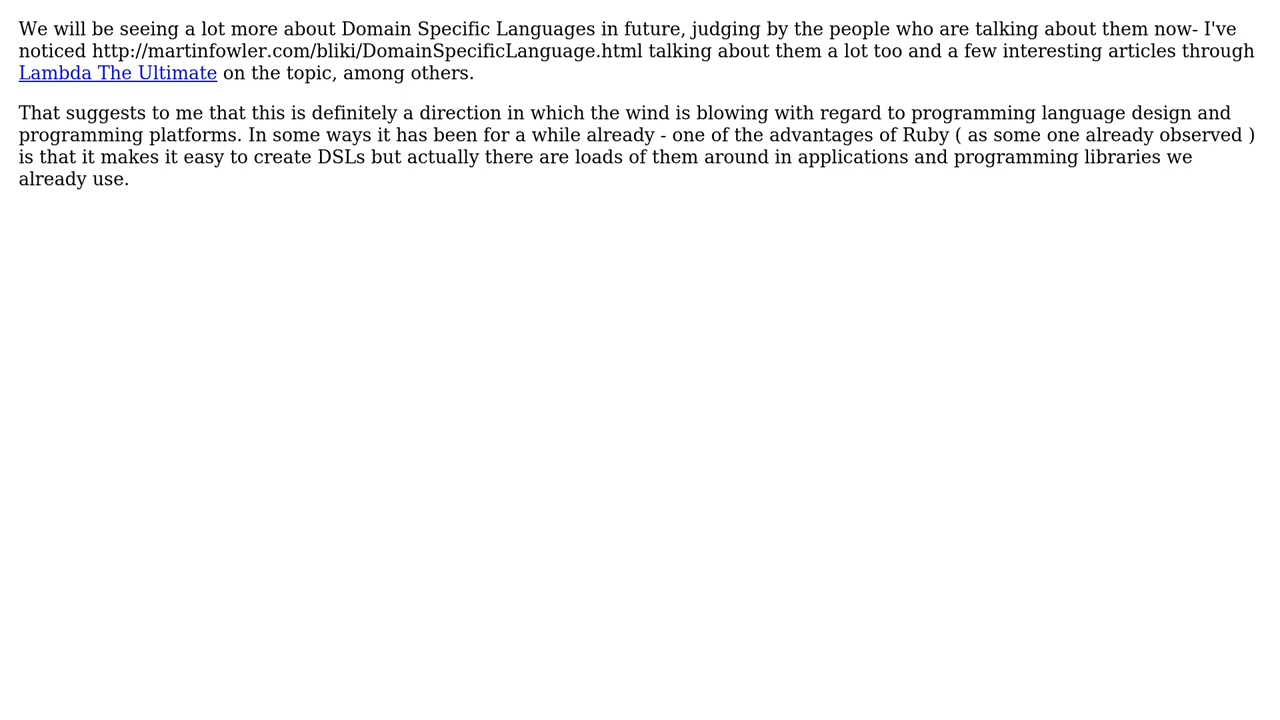 We will be seeing a lot more about Domain Specific Languages in future, judging by the people who are talking about them now- I've
noticed http://martinfowler.com/bliki/DomainSpecificLanguage.html talking about them a lot too and a few interesting articles through
Lambda The Ultimate on the topic, among others.
That suggests to me that this is definitely a direction in which the wind is blowing with regard to programming language design and
programming platforms. In some ways it has been for a while already - one of the advantages of Ruby ( as some one already observed )
is that it makes it easy to create DSLs but actually there are loads of them around in applications and programming libraries we
already use.